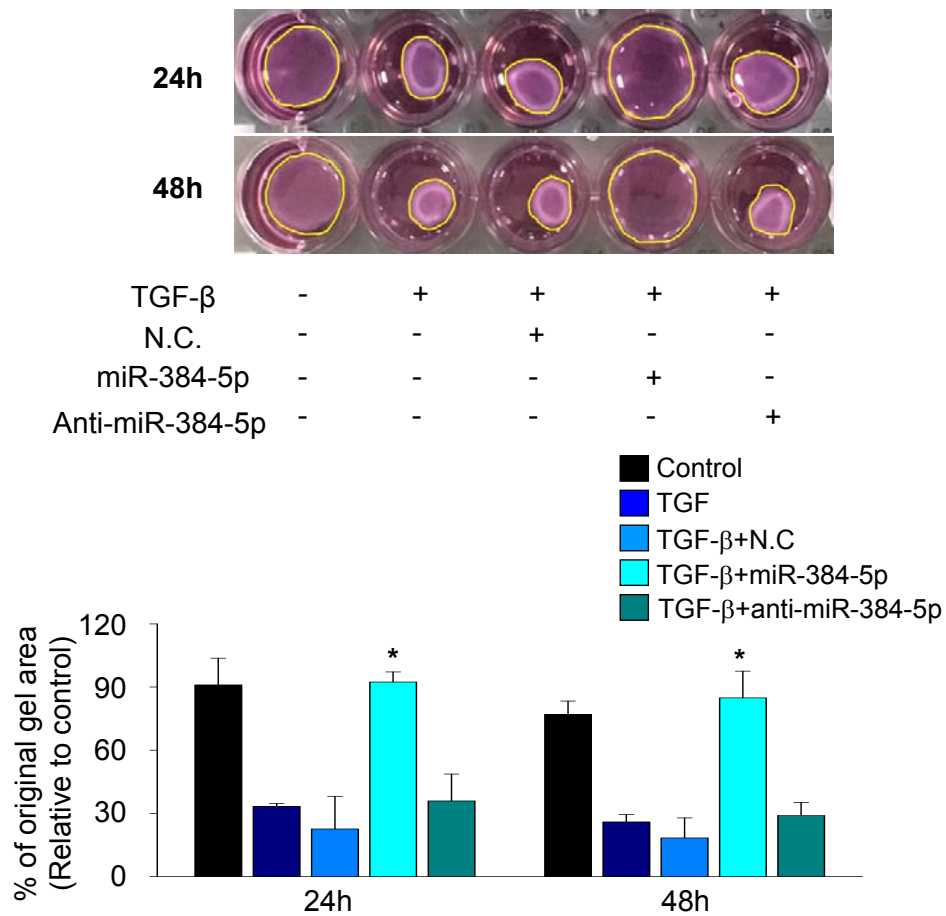 24h
48h
TGF-β - + + + +
N.C. - - + - -
miR-384-5p - - - + -
Anti-miR-384-5p - - - - +
Control
TGF
TGF-β+N.C
TGF-β+miR-384-5p
TGF-β+anti-miR-384-5p
% of original gel area
(Relative to control)
120
90
60
30
0
* *
24h 48h